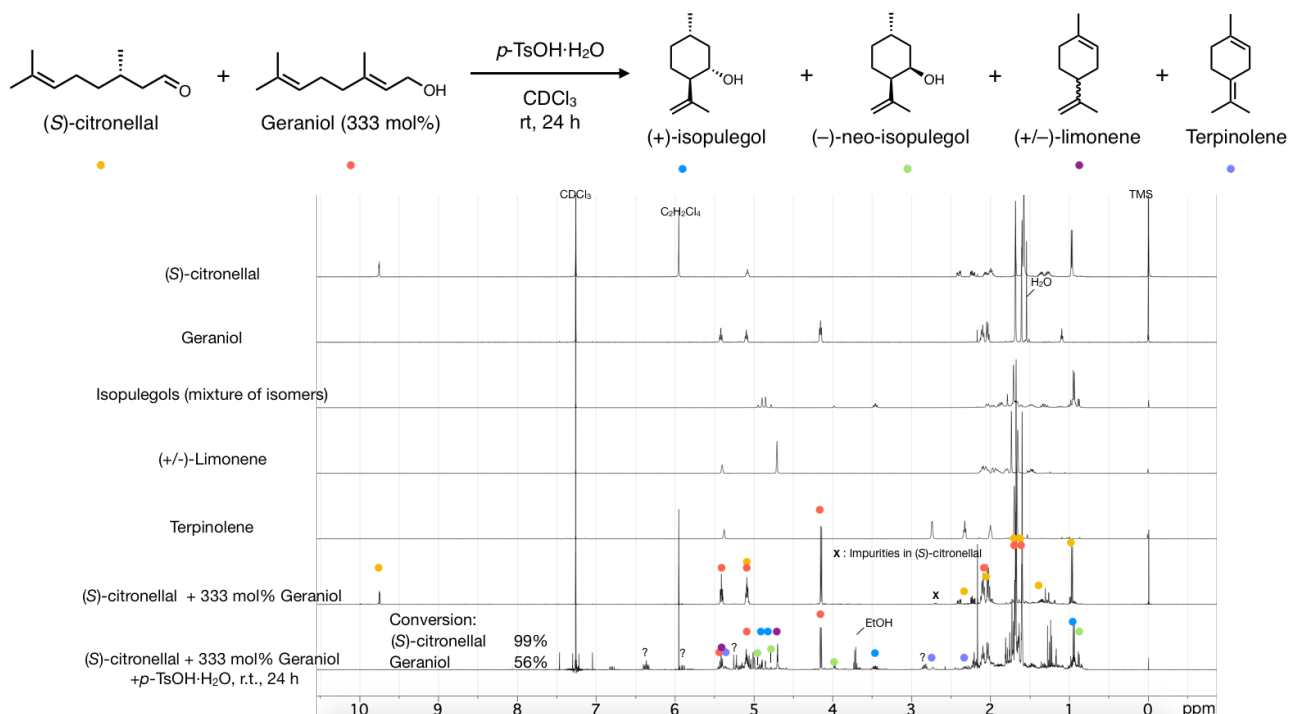 p-TsOH·H₂O
CDCl₃
rt, 24 h
O
OH
OH
OH
+
+
+
+
(S)-citronellal
Geraniol (333 mol%)
(+)-isopulegol
(−)-neo-isopulegol
(+/−)-limonene
Terpinolene
CDCl₃
C₂H₂Cl₄
TMS
(S)-citronellal
H₂O
Geraniol
Isopulegols (mixture of isomers)
(+/-)-Limonene
Terpinolene
x : Impurities in (S)-citronellal
(S)-citronellal + 333 mol% Geraniol
x
Conversion:
(S)-citronellal 99%
Geraniol 56%
EtOH
? ? ? ?
(S)-citronellal + 333 mol% Geraniol
+p-TsOH·H₂O, r.t., 24 h
10 9 8 7 6 5 4 3 2 1 0 ppm